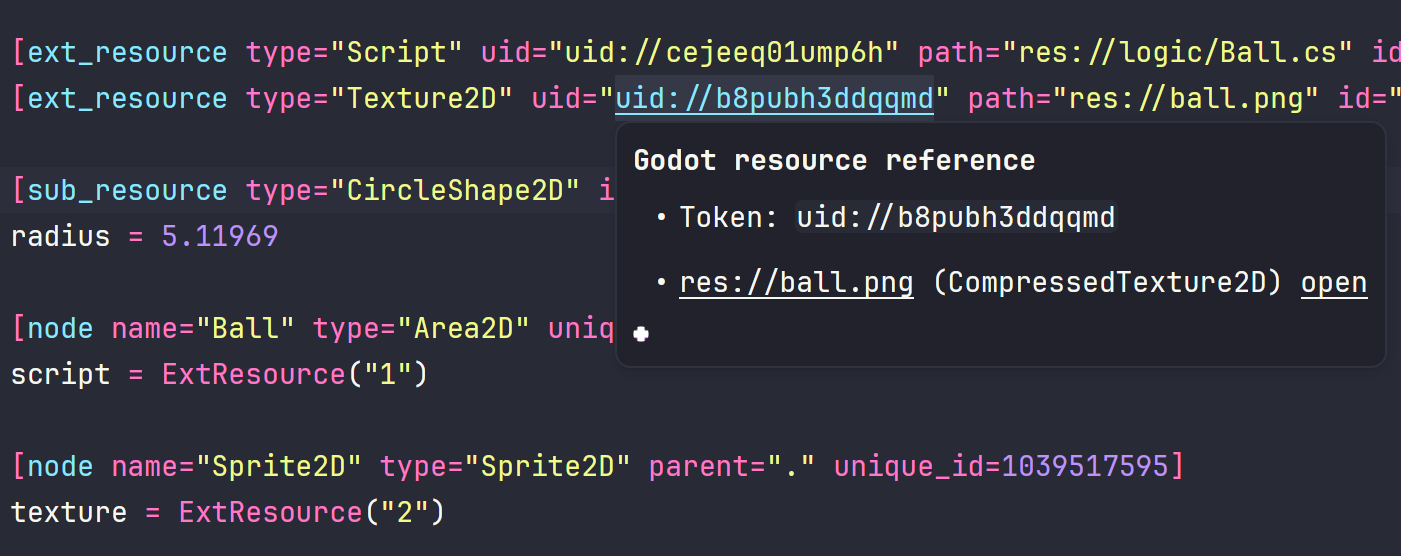 [ext_resource type="Script" uid="uid://cejeeq01ump6h" path="res://logic/Ball.cs" id
[ext_resource type="Texture2D" uid="uid://b8pubh3ddqqmd" path="res://ball.png" id="
Godot resource reference
[sub_resource type="CircleShape2D" i
• Token: uid://b8pubh3ddqqmd
radius = 5.11969
• res://ball.png (CompressedTexture2D) open
[node name="Ball" type="Area2D" uniq
script = ExtResource("1")
[node name="Sprite2D" type="Sprite2D" parent="." unique_id=1039517595]
texture = ExtResource("2")